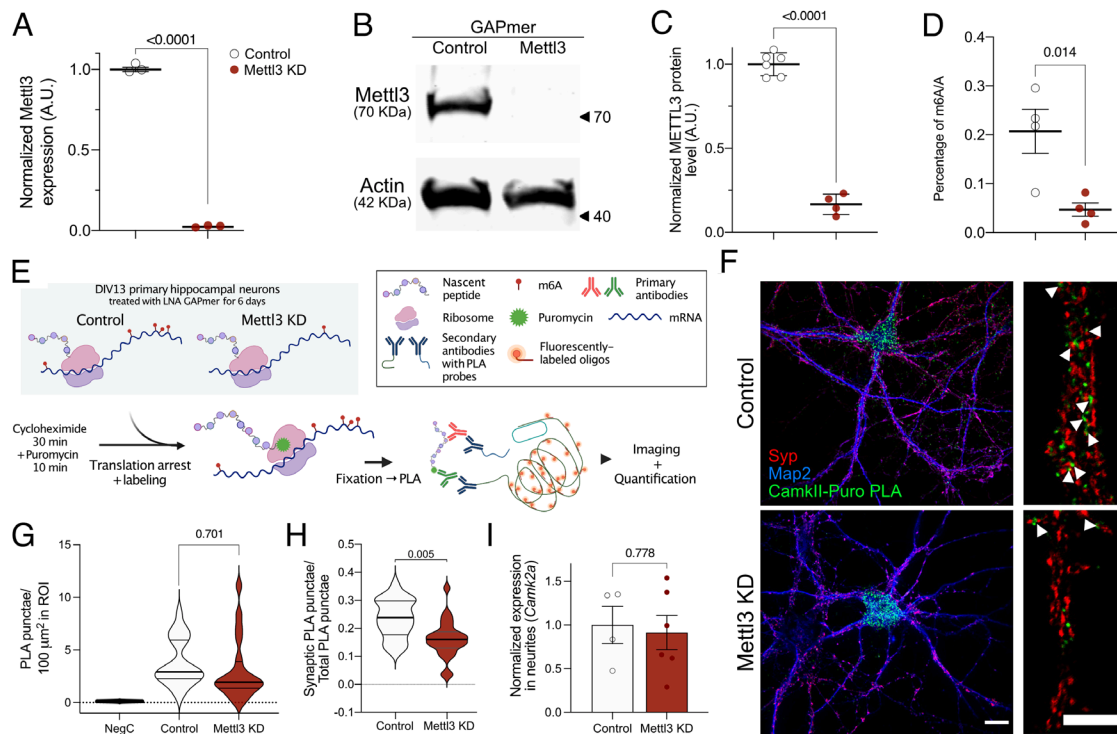 A
<0.0001
Control
Mettl3 KD
Normalized Mettl3
expression (A.U.)
1.0
0.5
0.0
B
GAPmer
Control Mettl3
Mettl3
(70 KDa)
70
Actin
(42 KDa)
40
C
<0.0001
Normalized METTL3 protein
level (A.U.)
1.0
0.5
0.0
D
0.014
Percentage of m6A/A
0.3
0.2
0.1
0.0
E
DIV13 primary hippocampal neurons
treated with LNA GAPmer for 6 days
Control Mettl3 KD
Nascent
peptide
m6A
Primary
antibodies
Ribosome
Puromycin
mRNA
Secondary
antibodies
with PLA
probes
Fluorescently-
labeled oligos
Cycloheximide
30 min
+Puromycin
10 min
Translation arrest
+labeling
Fixation → PLA
Imaging
+
Quantification
F
Control
Syp
Map2
CamkII-Puro PLA
Mettl3 KD
G
0.701
PLA punctae/
100 μm² in ROI
15
10
5
0
NegC Control Mettl3 KD
H
0.005
Synaptic PLA punctae/
Total PLA punctae
0.5
0.4
0.3
0.2
0.1
0.0
-0.1
Control Mettl3 KD
I
0.778
Normalized expression
in neurites (Camk2a)
2.0
1.5
1.0
0.5
0.0
Control Mettl3 KD